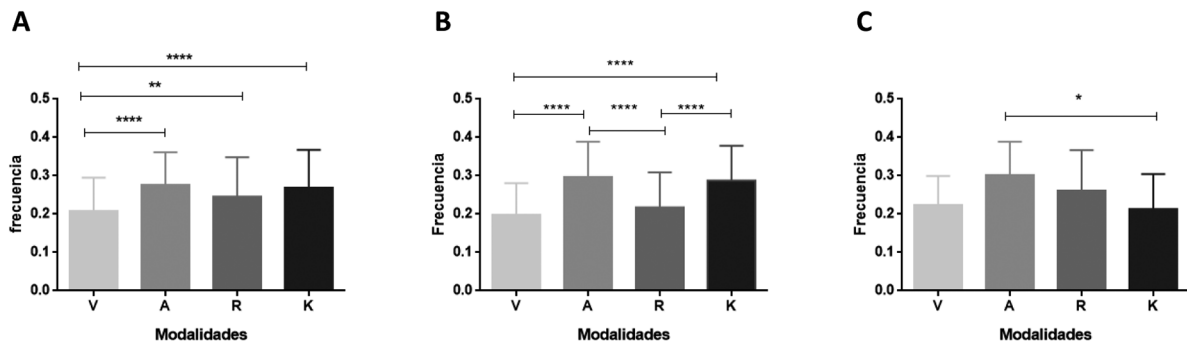 A
****
**
****
frecuencia
0.5
0.4
0.3
0.2
0.1
0.0
V A R K
Modalidades
B
****
**** **** ****
Frecuencia
0.5
0.4
0.3
0.2
0.1
0.0
V A R K
Modalidades
C
*
Frecuencia
0.5
0.4
0.3
0.2
0.1
0.0
V A R K
Modalidades